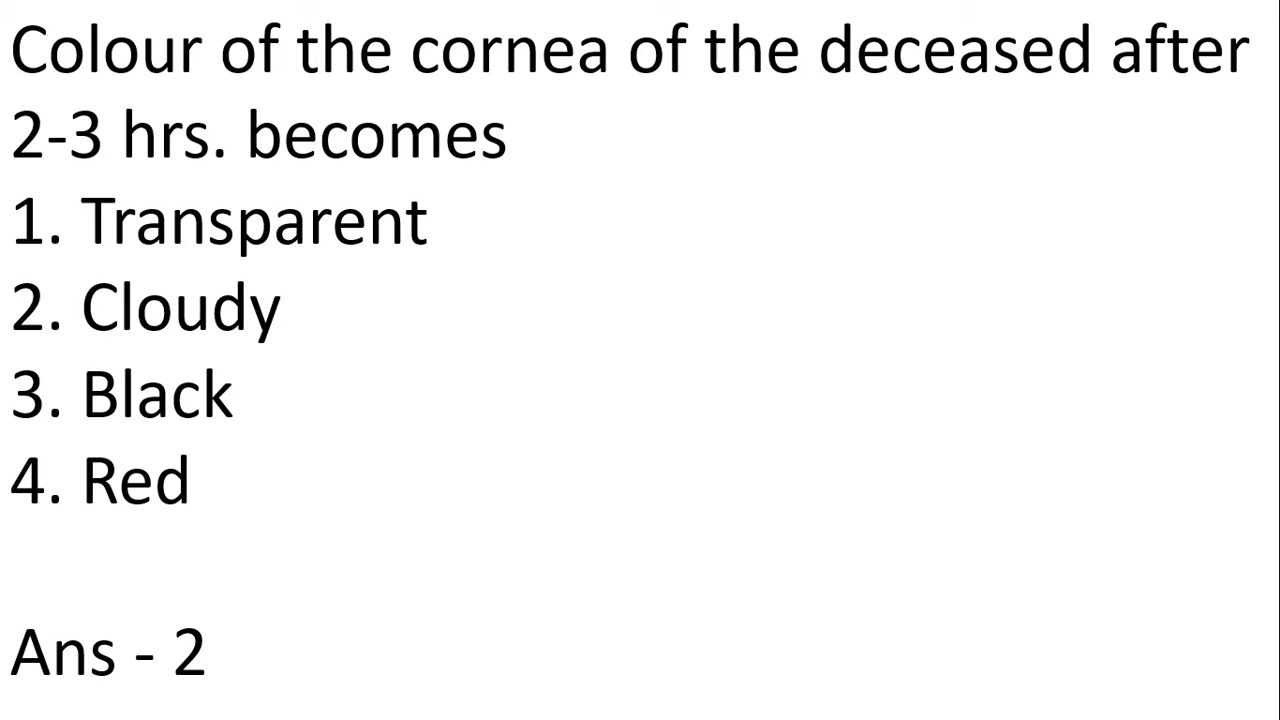 Colour of the cornea of the deceased after
2-3 hrs. becomes
1. Transparent
2. Cloudy
3. Black
4. Red
Ans - 2